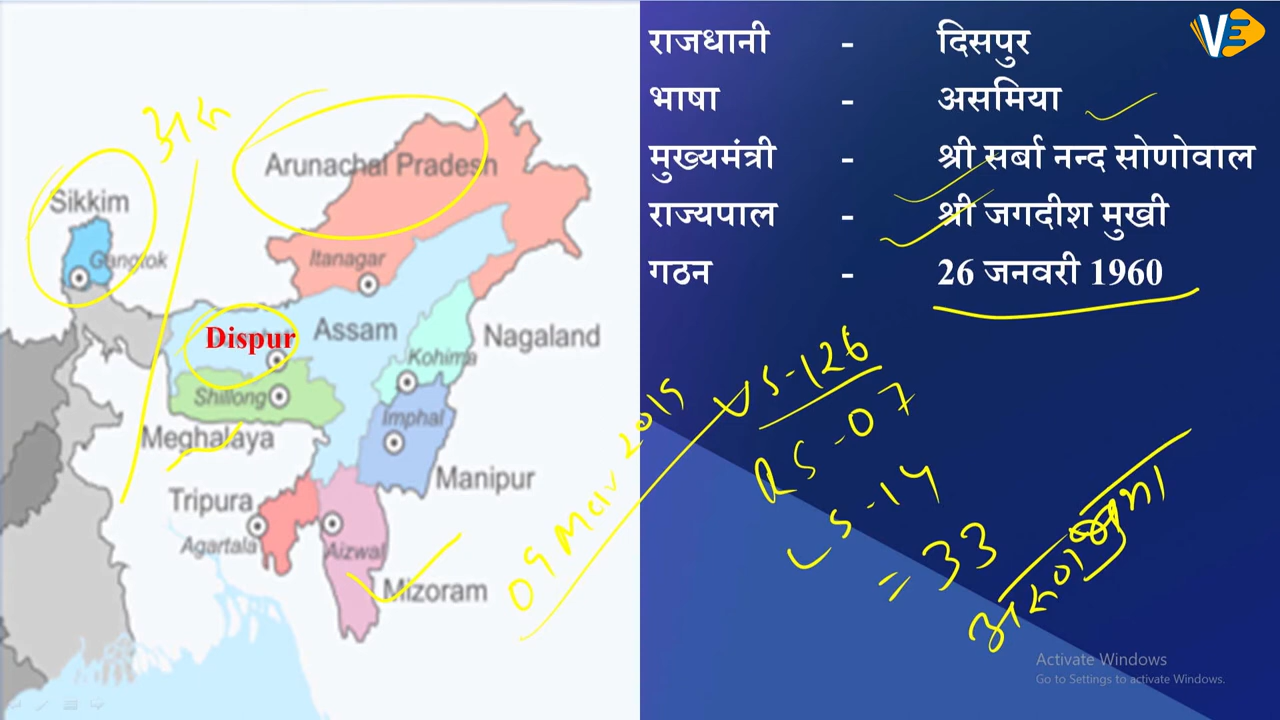 राजधानी - दिसपुर
भाषा - असमिया
मुख्यमंत्री - श्री सर्बा नन्द सोणोवाल
राज्यपाल - श्री जगदीश मुखी
गठन - 26 जनवरी 1960
VE
Arunachal Pradesh
Sikkim
Gangtok
Itanagar
Dispur
Assam
Nagaland
Kohima
Shillong
Imphal
Meghalaya
Manipur
Tripura
Agartala
Aizwal
Mizoram
S-126
RS-07
S-14
= 33
Activate Windows
Go to Settings to activate Windows.